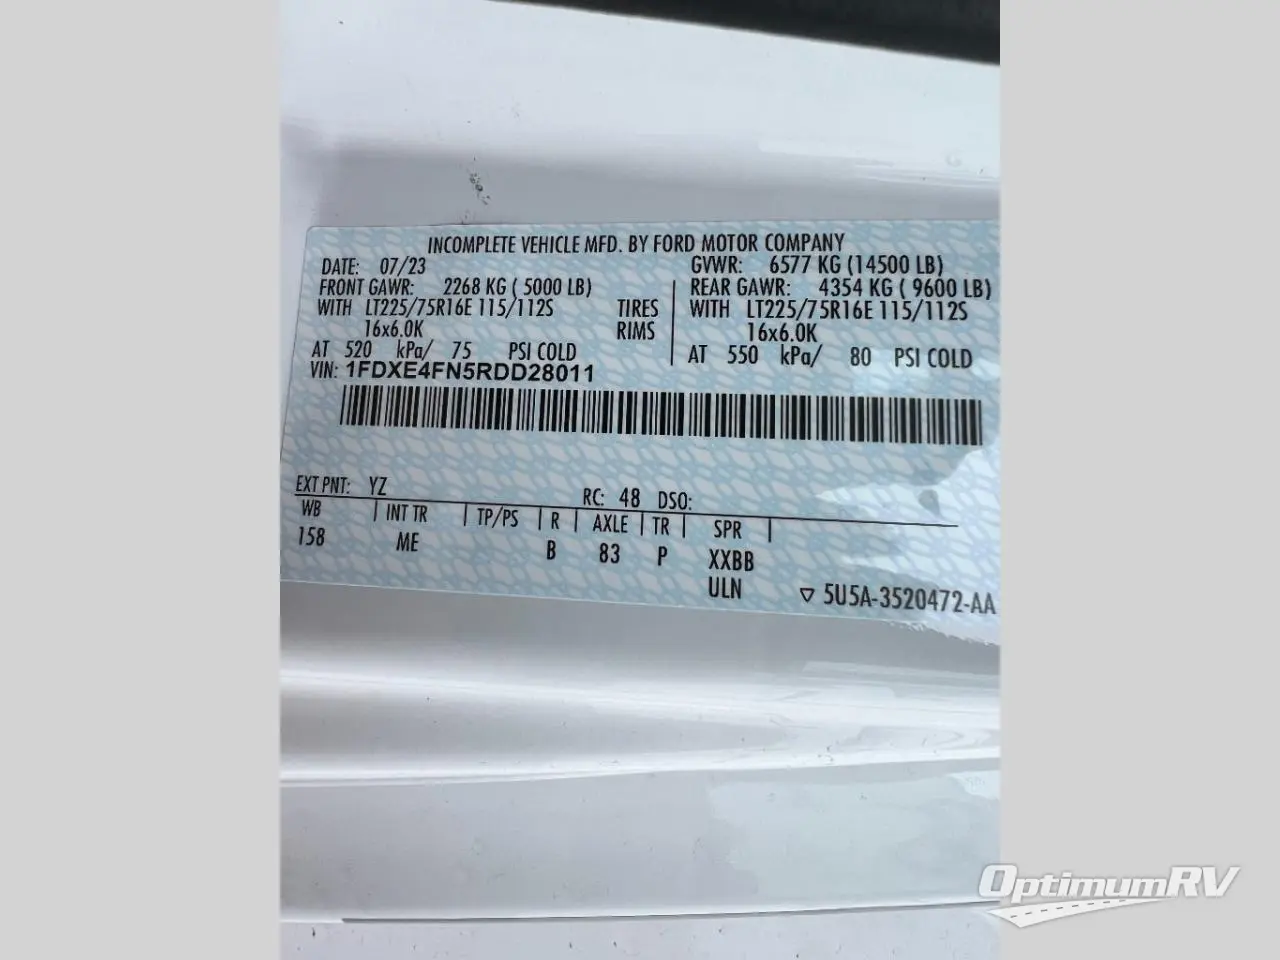 INCOMPLETE VEHICLE MFD. BY FORD MOTOR COMPANY
DATE: 07/23 GVWR: 6577 KG (14500 LB)
FRONT GAWR: 2268 KG ( 5000 LB) REAR GAWR: 4354 KG ( 9600 LB)
WITH LT225/75R16E 115/112S TIRES WITH LT225/75R16E 115/112S
16x6.0K RIMS 16x6.0K
AT 520 kPa/ 75 PSI COLD AT 550 kPa/ 80 PSI COLD
VIN: 1FDXE4FN5RDD28011
EXT PNT: YZ RC: 48 DSO:
WB INT TR TP/PS R AXLE TR SPR
158 ME B 83 P XXBB
ULN ▽ 5U5A-3520472-AA
OptimumRV